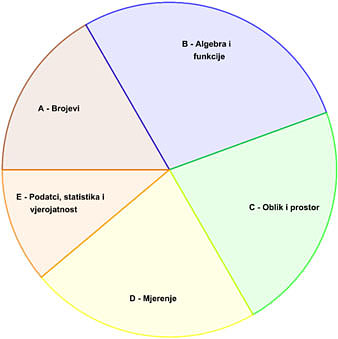 B - Algebra i
funkcije
A - Brojevi
E - Podatci, statistika i
vjerojatnost
C - Oblik i prostor
D - Mjerenje